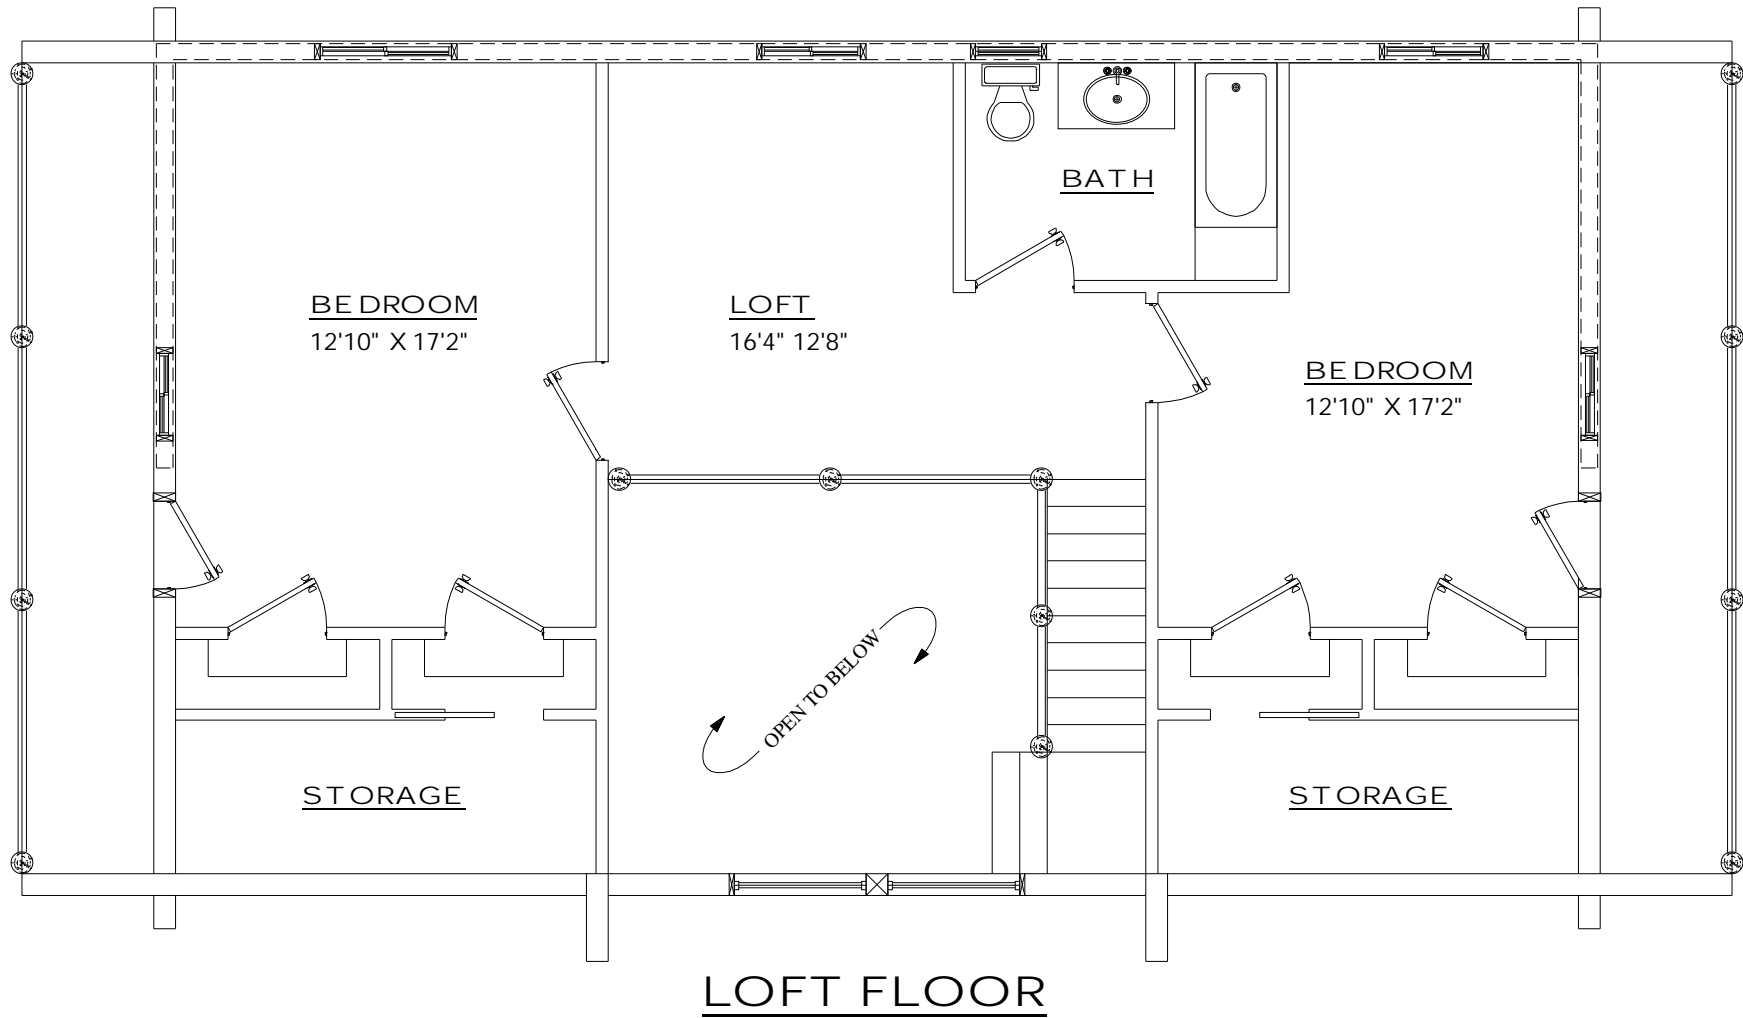 BATH
BEDROOM
12'10" X 17'2"
LOFT
16'4" 12'8"
BEDROOM
12'10" X 17'2"
OPEN TO BELOW
STORAGE
STORAGE
LOFT FLOOR